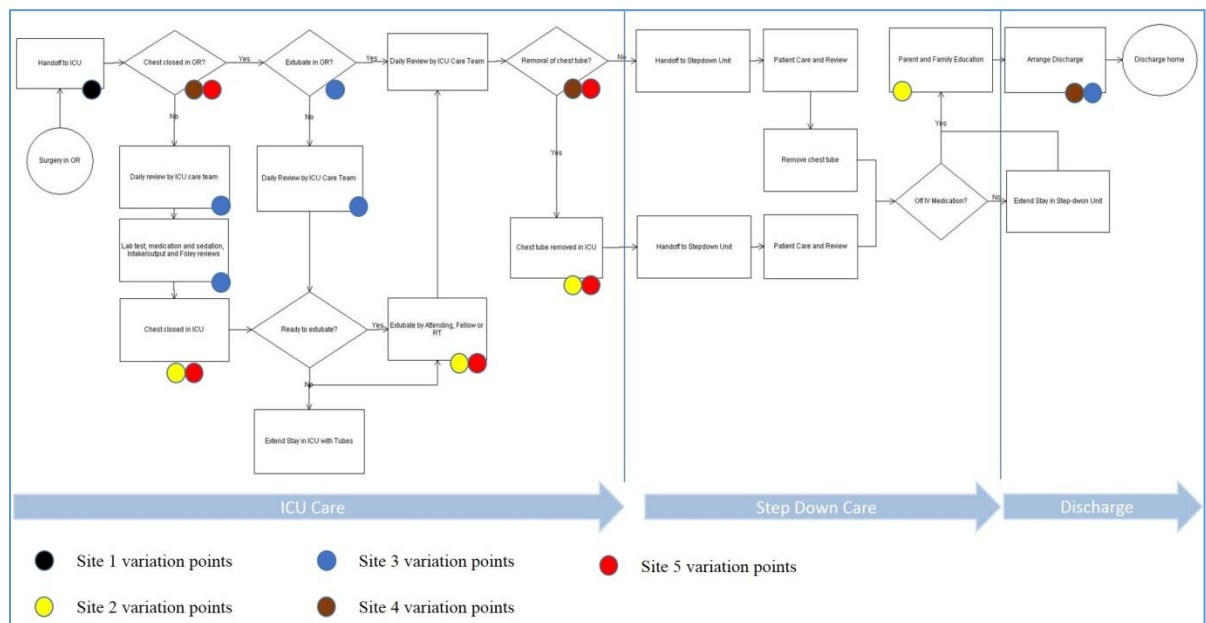 Handoff to ICU
Chest closed in OR?
Yes
Extubate in OR?
Yes
Daily Review by ICU Care Team
Removal of chest tube?
No
Handoff to Stepdown Unit
Patient Care and Review
Parent and Family Education
Arrange Discharge
Discharge home
No
No
Yes
Yes
Surgery in OR
Daily review by ICU care team
Daily Review by ICU Care Team
Remove chest tube
Off IV Medication?
No
Extend Stay in Step-dwon Unit
Lab test, medication and sedation,
Intake/output and Foley reviews
Chest tube removed in ICU
Handoff to Stepdown Unit
Patient Care and Review
Chest closed in ICU
Ready to extubate?
Yes
Extubate by Attending, Fellow or
RT
No
Extend Stay in ICU with Tubes
ICU Care
Step Down Care
Discharge
Site 1 variation points
Site 3 variation points
Site 5 variation points
Site 2 variation points
Site 4 variation points